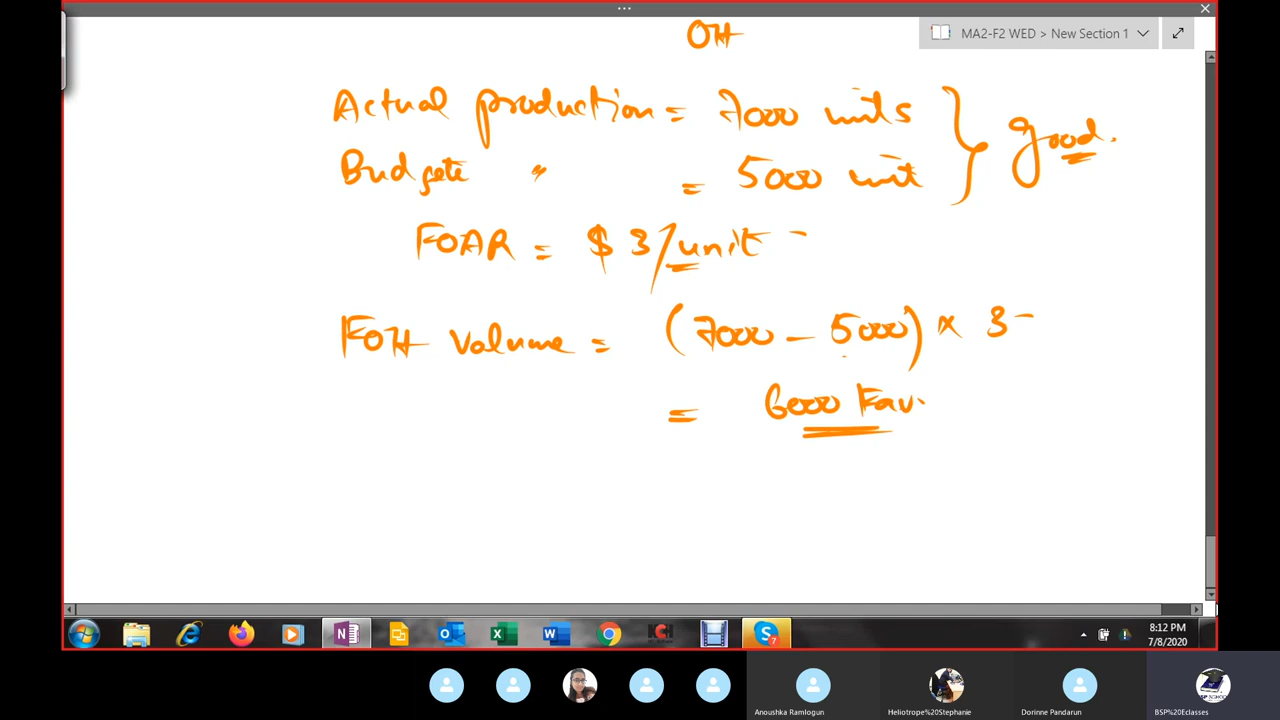 MA2-F2 WED > New Section 1
OH
Actual production = 7000 units
Budgete " = 5000 unit
good.
FOAR = $ 3/unit
FOH Volume = (7000 - 5000) × 3
= 6000 Fav.
8:12 PM
7/8/2020
Anoushka Ramlogun
Heliotrope%20Stephanie
Dorinne Pandarun
BSP%20Eclasses